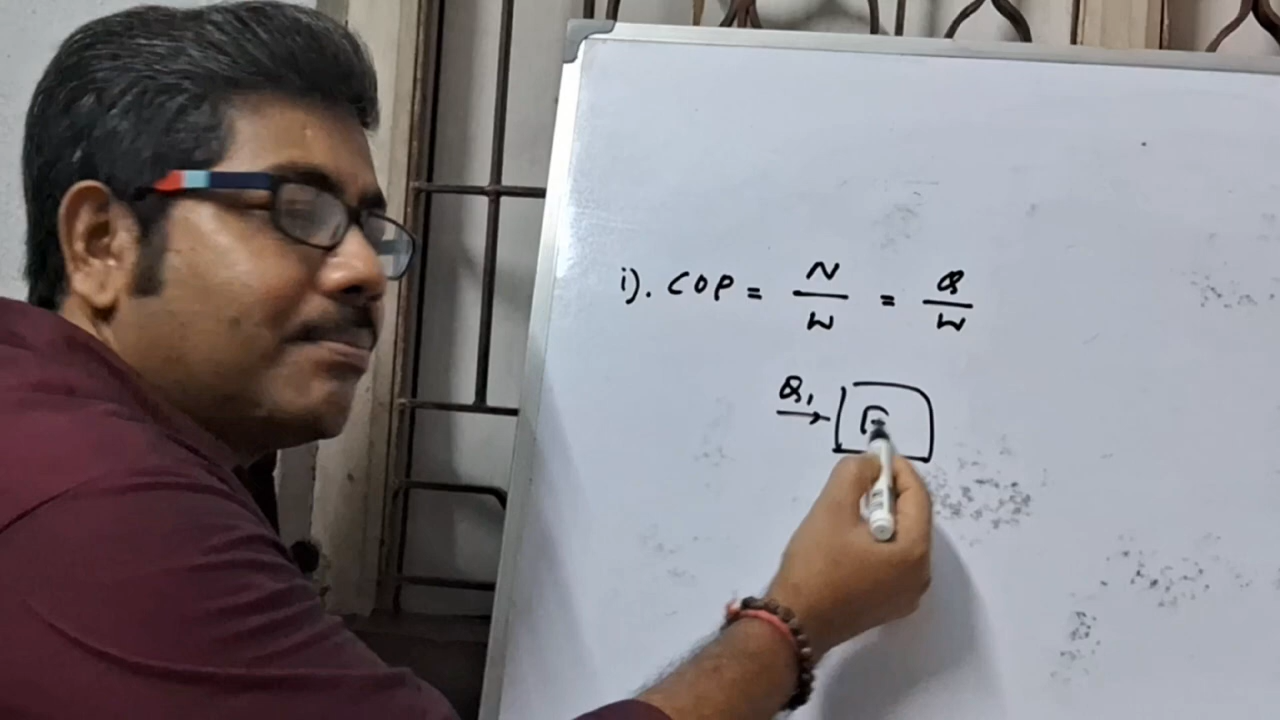 i). COP = N/W = Q/W
Q₁